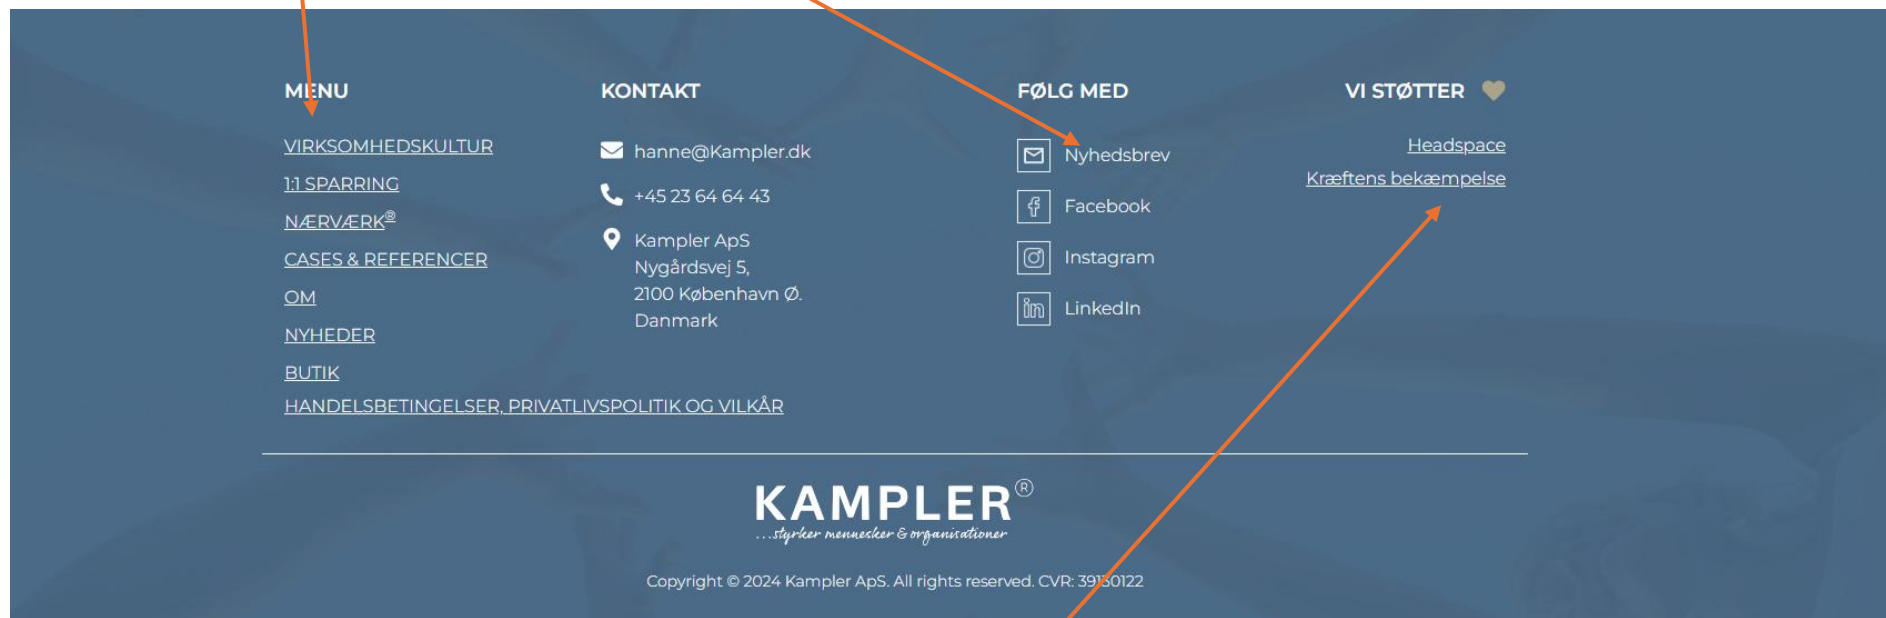 MENU
VIRKSOMHEDSKULTUR
1:1 SPARRING
NÆRVÆRK®
CASES & REFERENCER
OM
NYHEDER
BUTIK
HANDELSBETINGELSER, PRIVATLIVSPOLITIK OG VILKÅR
KONTAKT
hanne@Kampler.dk
+45 23 64 64 43
Kampler ApS
Nygårdsvej 5,
2100 København Ø.
Danmark
FØLG MED
Nyhedsbrev
Facebook
Instagram
LinkedIn
VI STØTTER
Headspace
Kræftens bekæmpelse
KAMPLER®
...styrker mennesker & organisationer
Copyright © 2024 Kampler ApS. All rights reserved. CVR: 39130122